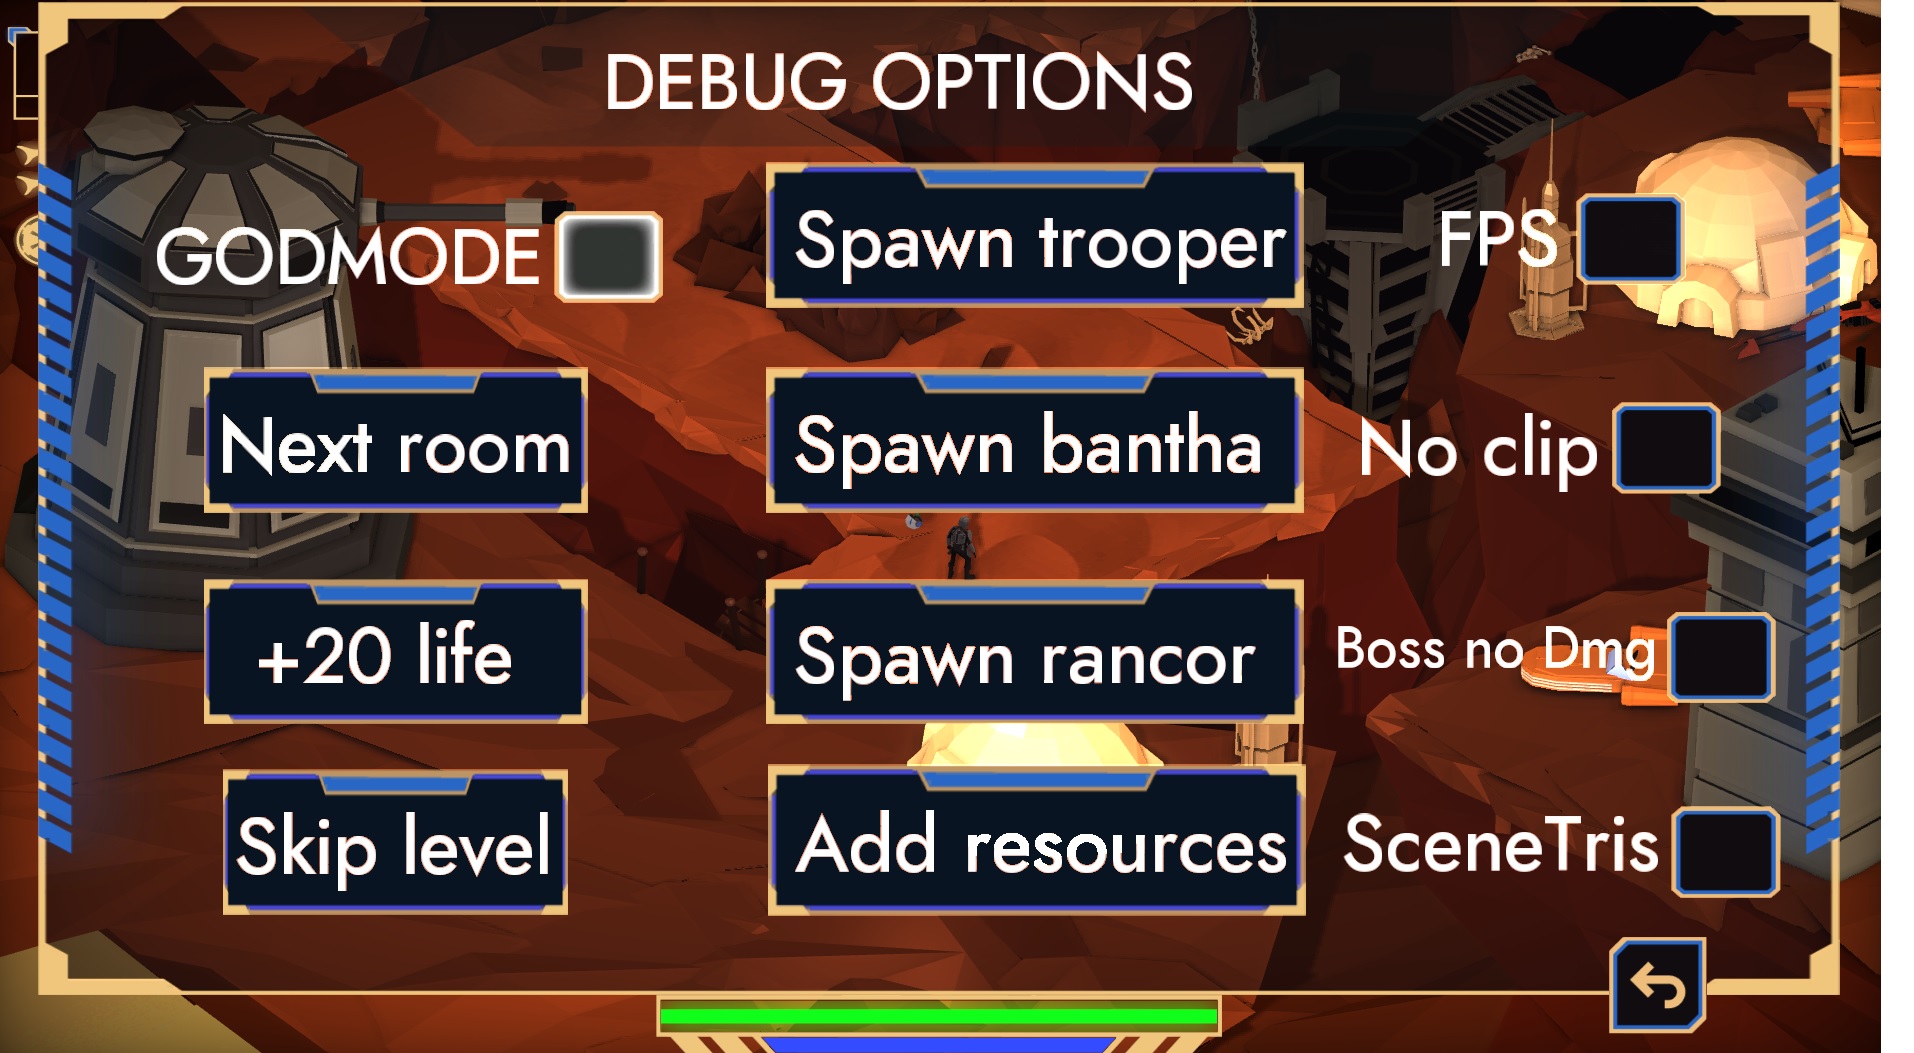 DEBUG OPTIONS
GODMODE
Spawn trooper
FPS
Next room
Spawn bantha
No clip
+20 life
Spawn rancor
Boss no Dmg
Skip level
Add resources
SceneTris